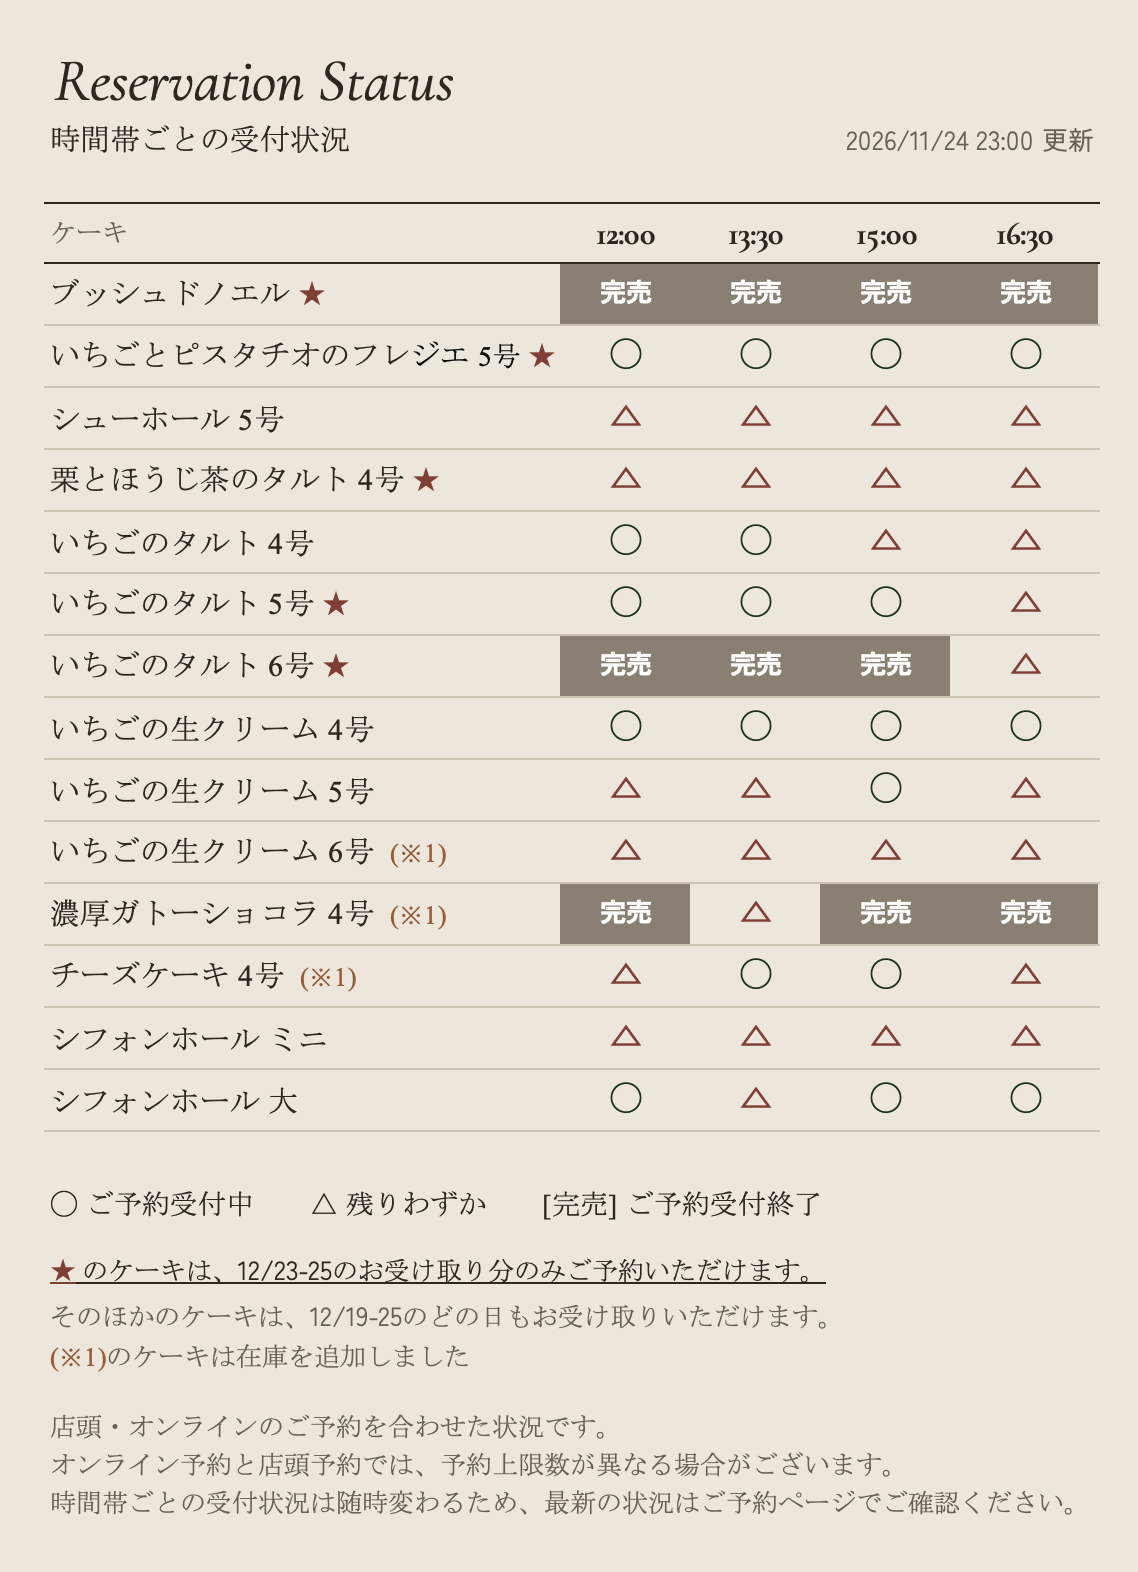 Reservation Status
時間帯ごとの受付状況
2026/11/24 23:00 更新
ケーキ 12:00 13:30 15:00 16:30
ブッシュドノエル ★ 完売 完売 完売 完売
いちごとピスタチオのフレジエ 5号 ★ ○ ○ ○ ○
シューホール 5号 △ △ △ △
栗とほうじ茶のタルト 4号 ★ △ △ △ △
いちごのタルト 4号 ○ ○ △ △
いちごのタルト 5号 ★ ○ ○ ○ △
いちごのタルト 6号 ★ 完売 完売 完売 △
いちごの生クリーム 4号 ○ ○ ○ ○
いちごの生クリーム 5号 △ △ ○ △
いちごの生クリーム 6号 (※1) △ △ △ △
濃厚ガトーショコラ 4号 (※1) 完売 △ 完売 完売
チーズケーキ 4号 (※1) △ ○ ○ △
シフォンホール ミニ △ △ △ △
シフォンホール 大 ○ △ ○ ○
○ ご予約受付中 △ 残りわずか [完売] ご予約受付終了
★ のケーキは、12/23-25のお受け取り分のみご予約いただけます。
そのほかのケーキは、12/19-25のどの日もお受け取りいただけます。
(※1)のケーキは在庫を追加しました
店頭・オンラインのご予約を合わせた状況です。
オンライン予約と店頭予約では、予約上限数が異なる場合がございます。
時間帯ごとの受付状況は随時変わるため、最新の状況はご予約ページでご確認ください。